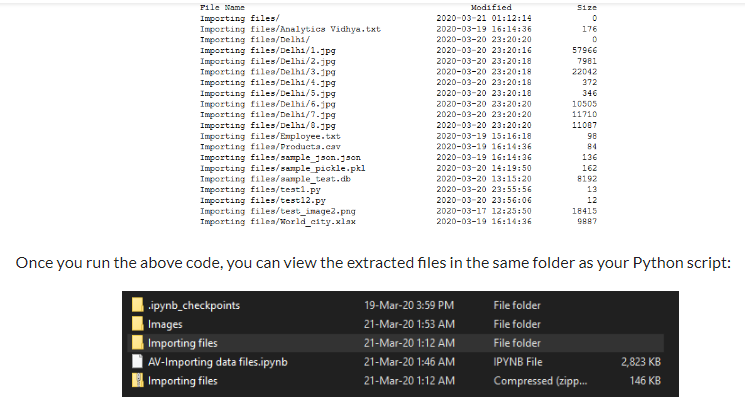 File Name Modified Size
Importing files/ 2020-03-21 01:12:14 0
Importing files/Analytics Vidhya.txt 2020-03-19 16:14:36 176
Importing files/Delhi/ 2020-03-20 23:20:20 0
Importing files/Delhi/1.jpg 2020-03-20 23:20:16 57966
Importing files/Delhi/2.jpg 2020-03-20 23:20:18 7981
Importing files/Delhi/3.jpg 2020-03-20 23:20:18 22042
Importing files/Delhi/4.jpg 2020-03-20 23:20:18 372
Importing files/Delhi/5.jpg 2020-03-20 23:20:18 346
Importing files/Delhi/6.jpg 2020-03-20 23:20:20 10505
Importing files/Delhi/7.jpg 2020-03-20 23:20:20 11710
Importing files/Delhi/8.jpg 2020-03-20 23:20:20 11087
Importing files/Employee.txt 2020-03-19 15:16:18 98
Importing files/Products.csv 2020-03-19 16:14:36 84
Importing files/sample_json.json 2020-03-19 16:14:36 136
Importing files/sample_pickle.pkl 2020-03-20 14:19:50 162
Importing files/sample_test.db 2020-03-20 13:15:20 8192
Importing files/test1.py 2020-03-20 23:55:56 13
Importing files/test12.py 2020-03-20 23:56:06 12
Importing files/test_image2.png 2020-03-17 12:25:50 18415
Importing files/World_city.xlsx 2020-03-19 16:14:36 9887
Once you run the above code, you can view the extracted files in the same folder as your Python script:
.ipynb_checkpoints 19-Mar-20 3:59 PM File folder
Images 21-Mar-20 1:53 AM File folder
Importing files 21-Mar-20 1:12 AM File folder
AV-Importing data files.ipynb 21-Mar-20 1:46 AM IPYNB File 2,823 KB
Importing files 21-Mar-20 1:12 AM Compressed (zipp... 146 KB